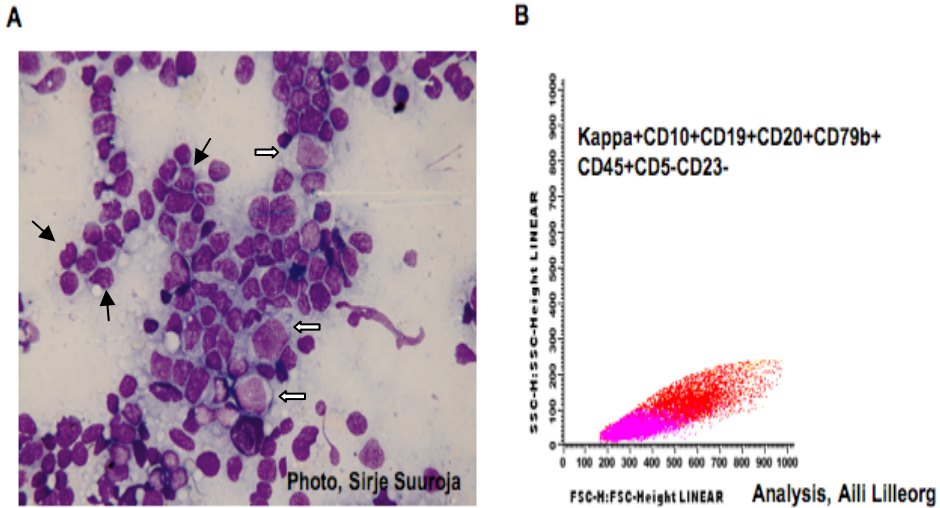 A
Photo, Sirje Suuroja
B
Kappa+CD10+CD19+CD20+CD79b+
CD45+CD5-CD23-
SSC-H:SSC-Height LINEAR
0 100 200 300 400 500 600 700 800 900 1000
0 100 200 300 400 500 600 700 800 900 1000
FSC-H:FSC-Height LINEAR
Analysis, Aili Lilleorg